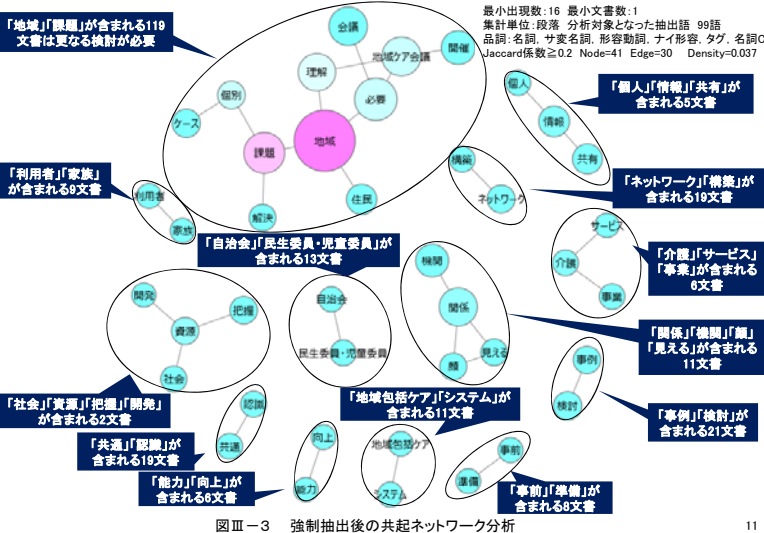 「地域」「課題」が含まれる119
文書は更なる検討が必要
最小出現数:16 最小文書数:1
集計単位:段落 分析対象となった抽出語 99語
品詞:名詞, サ変名詞, 形容動詞, ナイ形容, タグ, 名詞C
Jaccard係数≧0.2 Node=41 Edge=30 Density=0.037
会議
地域ケア会議
開催
理解
必要
個別
ケース
課題
地域
解決
住民
個人
情報
共有
「個人」「情報」「共有」が
含まれる5文書
「利用者」「家族」
が含まれる9文書
利用者
家族
構築
ネットワーク
「ネットワーク」「構築」が
含まれる19文書
「自治会」「民生委員・児童委員」が
含まれる13文書
自治会
民生委員・児童委員
サービス
介護
事業
「介護」「サービス」
「事業」が含まれる
6文書
機関
関係
顔
見える
「関係」「機関」「顔」
「見える」が含まれる
11文書
開発
把握
資源
社会
「社会」「資源」「把握」「開発」
が含まれる2文書
事例
検討
「事例」「検討」が
含まれる21文書
認識
共通
「共通」「認識」が
含まれる19文書
「地域包括ケア」「システム」が
含まれる11文書
地域包括ケア
システム
向上
能力
「能力」「向上」が
含まれる6文書
事前
準備
「事前」「準備」が
含まれる8文書
図Ⅲ-3 強制抽出後の共起ネットワーク分析
11